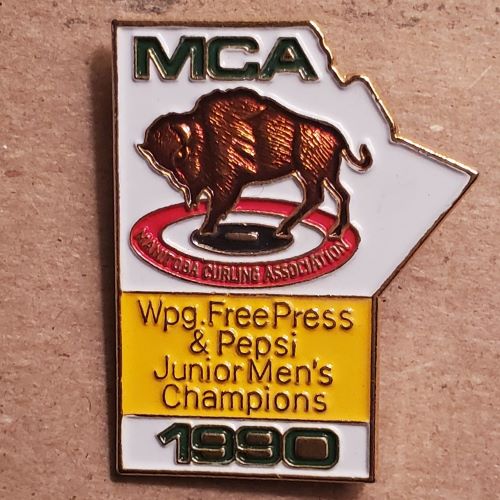 MCA
MANITOBA CURLING ASSOCIATION
Wpg. Free Press
& Pepsi
Junior Men's
Champions
1990